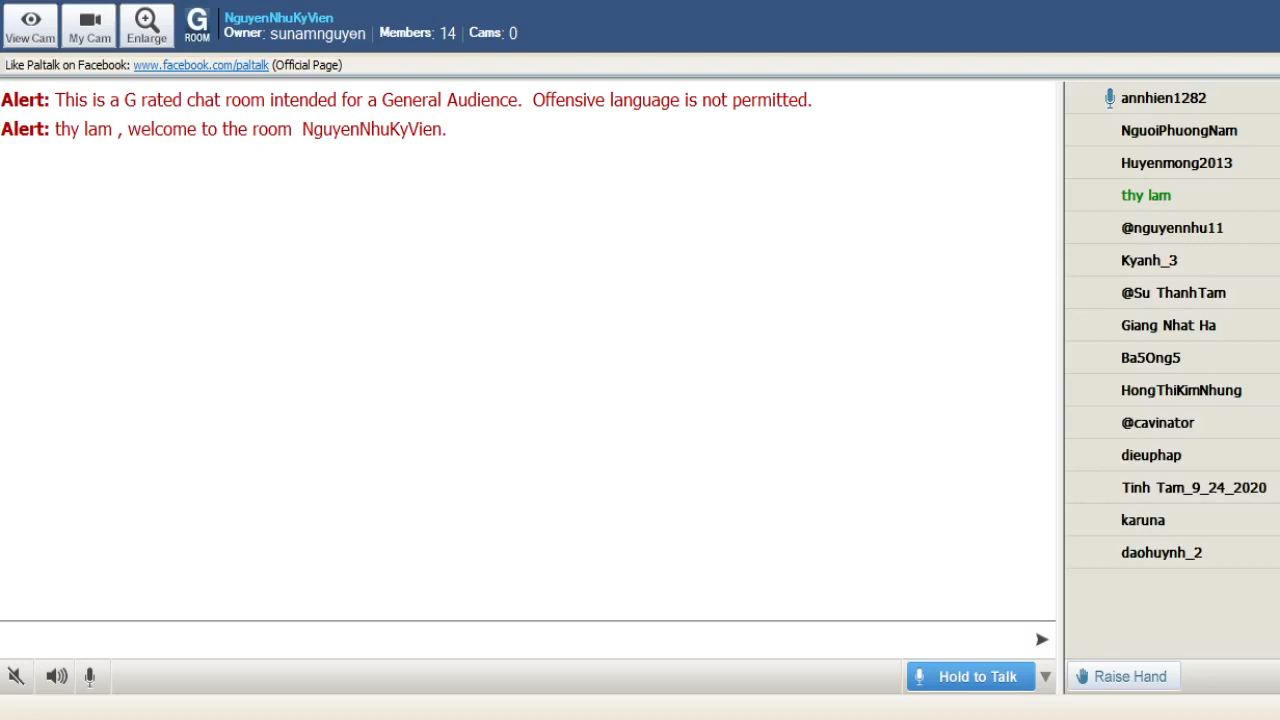 NguyenNhuKyVien
Owner: sunamnguyen | Members: 14 | Cams: 0
View Cam
My Cam
Enlarge
G
ROOM
Like Paltalk on Facebook: www.facebook.com/paltalk (Official Page)
Alert: This is a G rated chat room intended for a General Audience.  Offensive language is not permitted.
Alert: thy lam , welcome to the room  NguyenNhuKyVien.
annhien1282
NguoiPhuongNam
Huyenmong2013
thy lam
@nguyennhu11
Kyanh_3
@Su ThanhTam
Giang Nhat Ha
Ba5Ong5
HongThiKimNhung
@cavinator
dieuphap
Tinh Tam_9_24_2020
karuna
daohuynh_2
Hold to Talk
Raise Hand